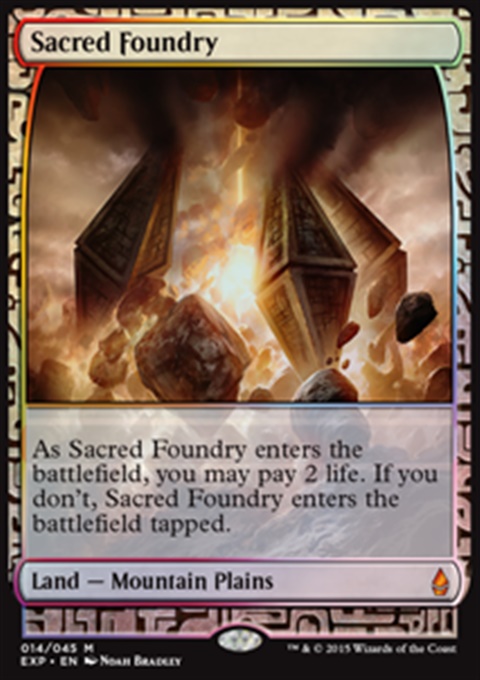 Sacred Foundry
As Sacred Foundry enters the
battlefield, you may pay 2 life. If you
don't, Sacred Foundry enters the
battlefield tapped.
Land — Mountain Plains
014/045 M
EXP • EN Noah Bradley
™ & © 2015 Wizards of the Coast